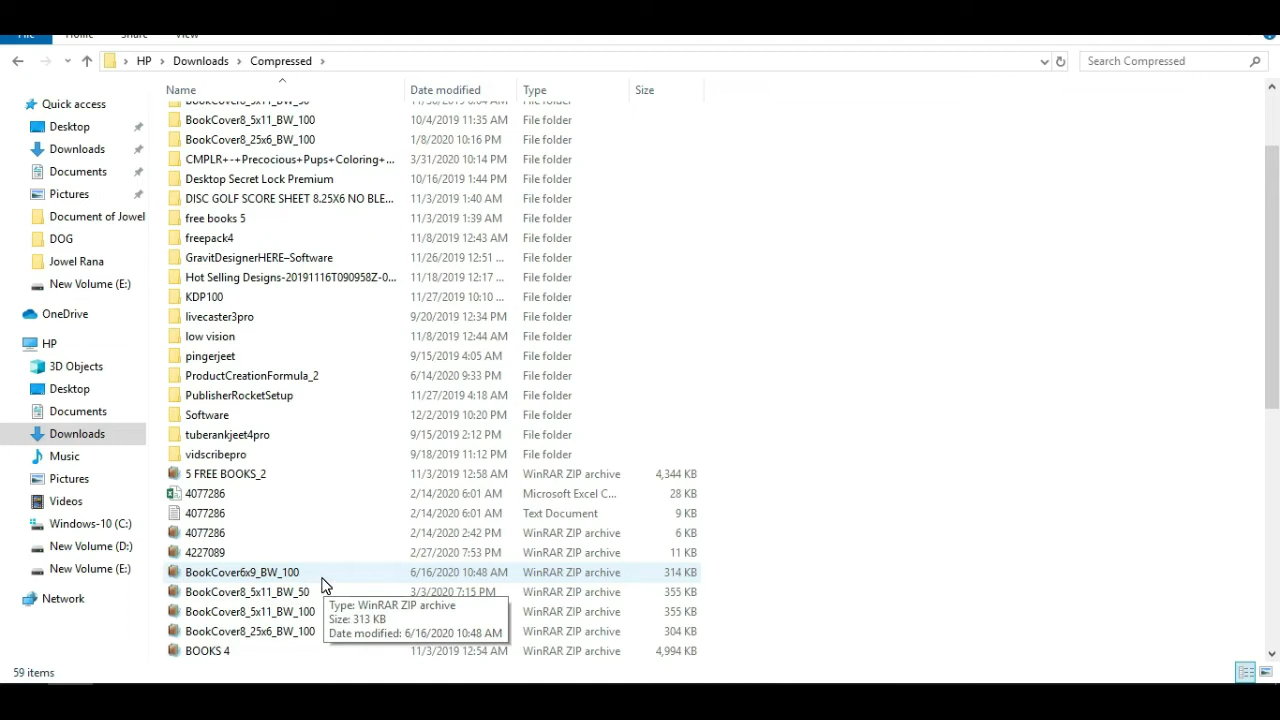 File Home Share View
HP Downloads Compressed
Search Compressed
Name Date modified Type Size
Quick access
Desktop
Downloads
Documents
Pictures
Document of Jowel
DOG
Jowel Rana
New Volume (E:)
OneDrive
HP
3D Objects
Desktop
Documents
Downloads
Music
Pictures
Videos
Windows-10 (C:)
New Volume (D:)
New Volume (E:)
Network
BookCover8_5x11_BW_50 File folder
BookCover8_5x11_BW_100 10/4/2019 11:35 AM File folder
BookCover8_25x6_BW_100 1/8/2020 10:16 PM File folder
CMPLR+-+Precocious+Pups+Coloring+... 3/31/2020 10:14 PM File folder
Desktop Secret Lock Premium 10/16/2019 1:44 PM File folder
DISC GOLF SCORE SHEET 8.25X6 NO BLE... 11/3/2019 1:40 AM File folder
free books 5 11/3/2019 1:39 AM File folder
freepack4 11/8/2019 12:43 AM File folder
GravitDesignerHERE–Software 11/26/2019 12:51 ... File folder
Hot Selling Designs-20191116T090958Z-0... 11/18/2019 12:17 ... File folder
KDP100 11/27/2019 10:10 ... File folder
livecaster3pro 9/20/2019 12:34 PM File folder
low vision 11/8/2019 12:44 AM File folder
pingerjeet 9/15/2019 4:05 AM File folder
ProductCreationFormula_2 6/14/2020 9:33 PM File folder
PublisherRocketSetup 11/27/2019 4:18 AM File folder
Software 12/2/2019 10:20 PM File folder
tuberankjeet4pro 9/15/2019 2:12 PM File folder
vidscribepro 9/18/2019 11:12 PM File folder
5 FREE BOOKS_2 11/3/2019 12:58 AM WinRAR ZIP archive 4,344 KB
4077286 2/14/2020 6:01 AM Microsoft Excel C... 28 KB
4077286 2/14/2020 6:01 AM Text Document 9 KB
4077286 2/14/2020 2:42 PM WinRAR ZIP archive 6 KB
4227089 2/27/2020 7:53 PM WinRAR ZIP archive 11 KB
BookCover6x9_BW_100 6/16/2020 10:48 AM WinRAR ZIP archive 314 KB
BookCover8_5x11_BW_50 3/3/2020 7:15 PM WinRAR ZIP archive 355 KB
BookCover8_5x11_BW_100 WinRAR ZIP archive 355 KB
BookCover8_25x6_BW_100 WinRAR ZIP archive 304 KB
BOOKS 4 11/3/2019 12:54 AM WinRAR ZIP archive 4,994 KB
Type: WinRAR ZIP archive
Size: 313 KB
Date modified: 6/16/2020 10:48 AM
59 items